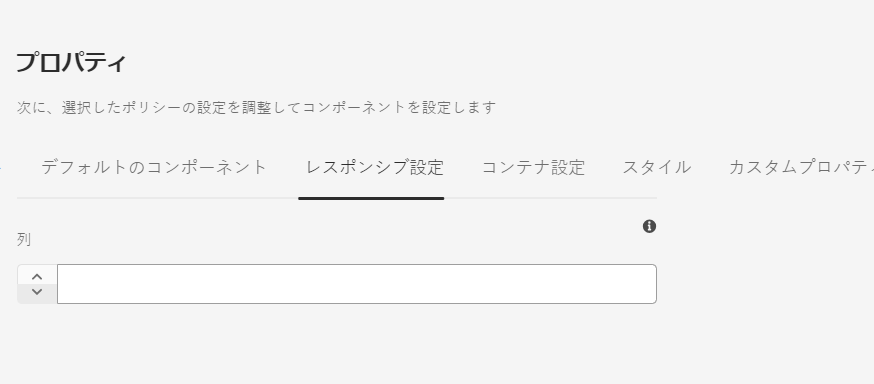 プロパティ
次に、選択したポリシーの設定を調整してコンポーネントを設定します
デフォルトのコンポーネント レスポンシブ設定 コンテナ設定 スタイル カスタムプロパティ
列